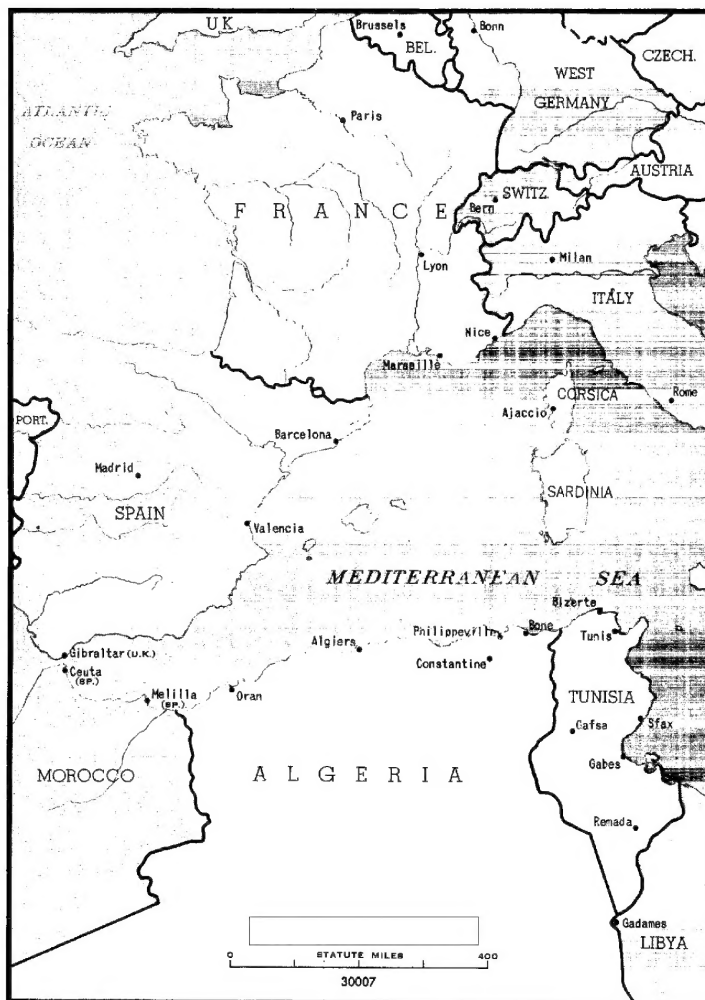 UK
Brussels
Bonn
BEL.
CZECH.
WEST
GERMANY
ATLANTIC
OCEAN
Paris
AUSTRIA
SWITZ.
Bern
FRANCE
Lyon
Milan
ITALY
Nice
Marseille
CORSICA
Rome
Ajaccio
PORT.
Barcelona
Madrid
SARDINIA
SPAIN
Valencia
MEDITERRANEAN SEA
Bizerte
Philippeville
Bone
Tunis
Algiers
Gibraltar (U.K.)
Constantine
Ceuta
(SP.)
Melilla
(SP.)
Oran
TUNISIA
Gafsa
Sfax
Gabes
MOROCCO
ALGERIA
Remada
Gadames
LIBYA
0 STATUTE MILES 400
30007